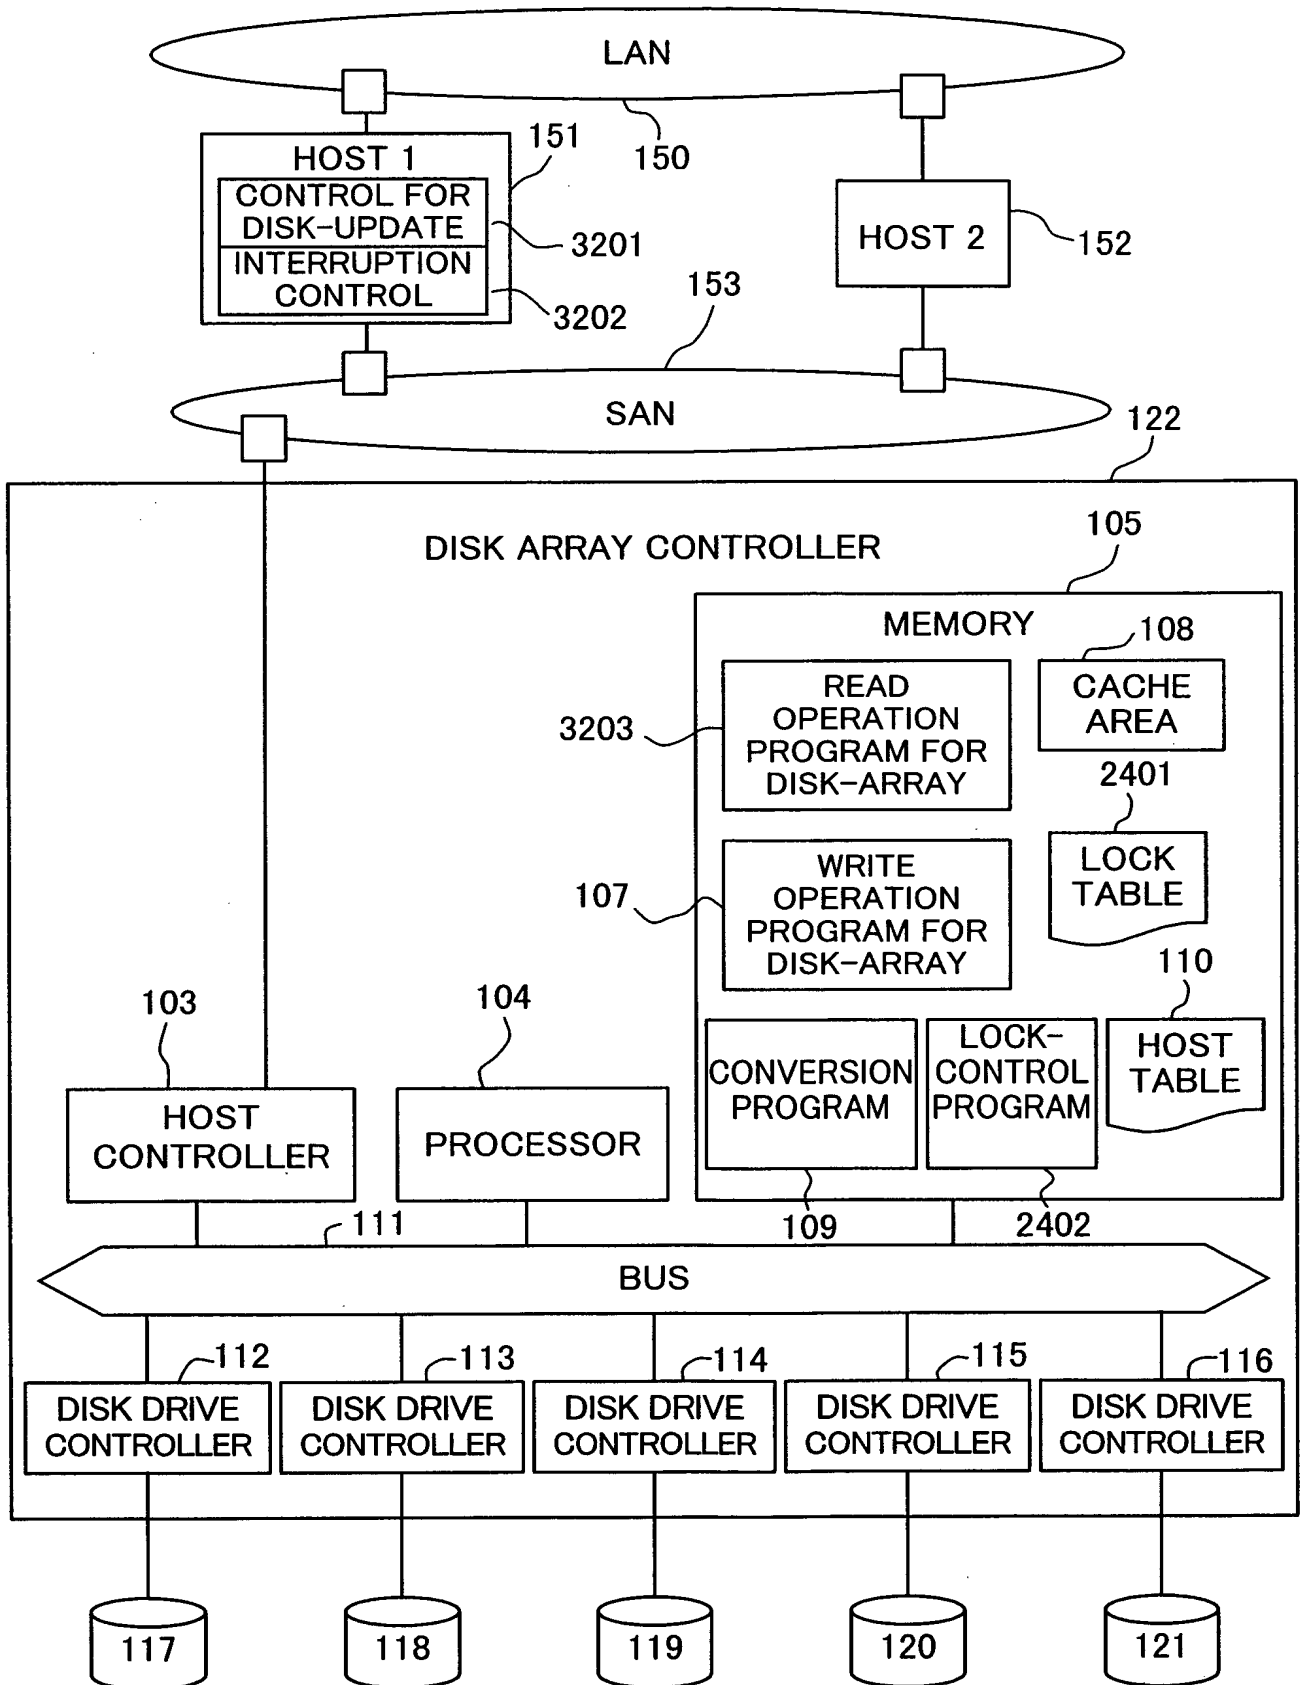 LAN
150
151
HOST 1
CONTROL FOR
DISK-UPDATE
3201
INTERRUPTION
CONTROL
3202
HOST 2
152
153
SAN
122
DISK ARRAY CONTROLLER
105
MEMORY
108
READ
OPERATION
PROGRAM FOR
DISK-ARRAY
3203
CACHE
AREA
2401
LOCK
TABLE
WRITE
OPERATION
PROGRAM FOR
DISK-ARRAY
107
110
103
104
CONVERSION
PROGRAM
LOCK-
CONTROL
PROGRAM
HOST
TABLE
HOST
CONTROLLER
PROCESSOR
109
2402
111
BUS
112
113
114
115
116
DISK DRIVE
CONTROLLER
DISK DRIVE
CONTROLLER
DISK DRIVE
CONTROLLER
DISK DRIVE
CONTROLLER
DISK DRIVE
CONTROLLER
117
118
119
120
121